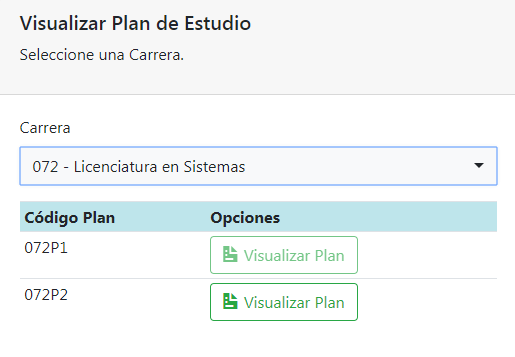 Visualizar Plan de Estudio
Seleccione una Carrera.
Carrera
072 - Licenciatura en Sistemas
Código Plan Opciones
072P1 Visualizar Plan
072P2 Visualizar Plan